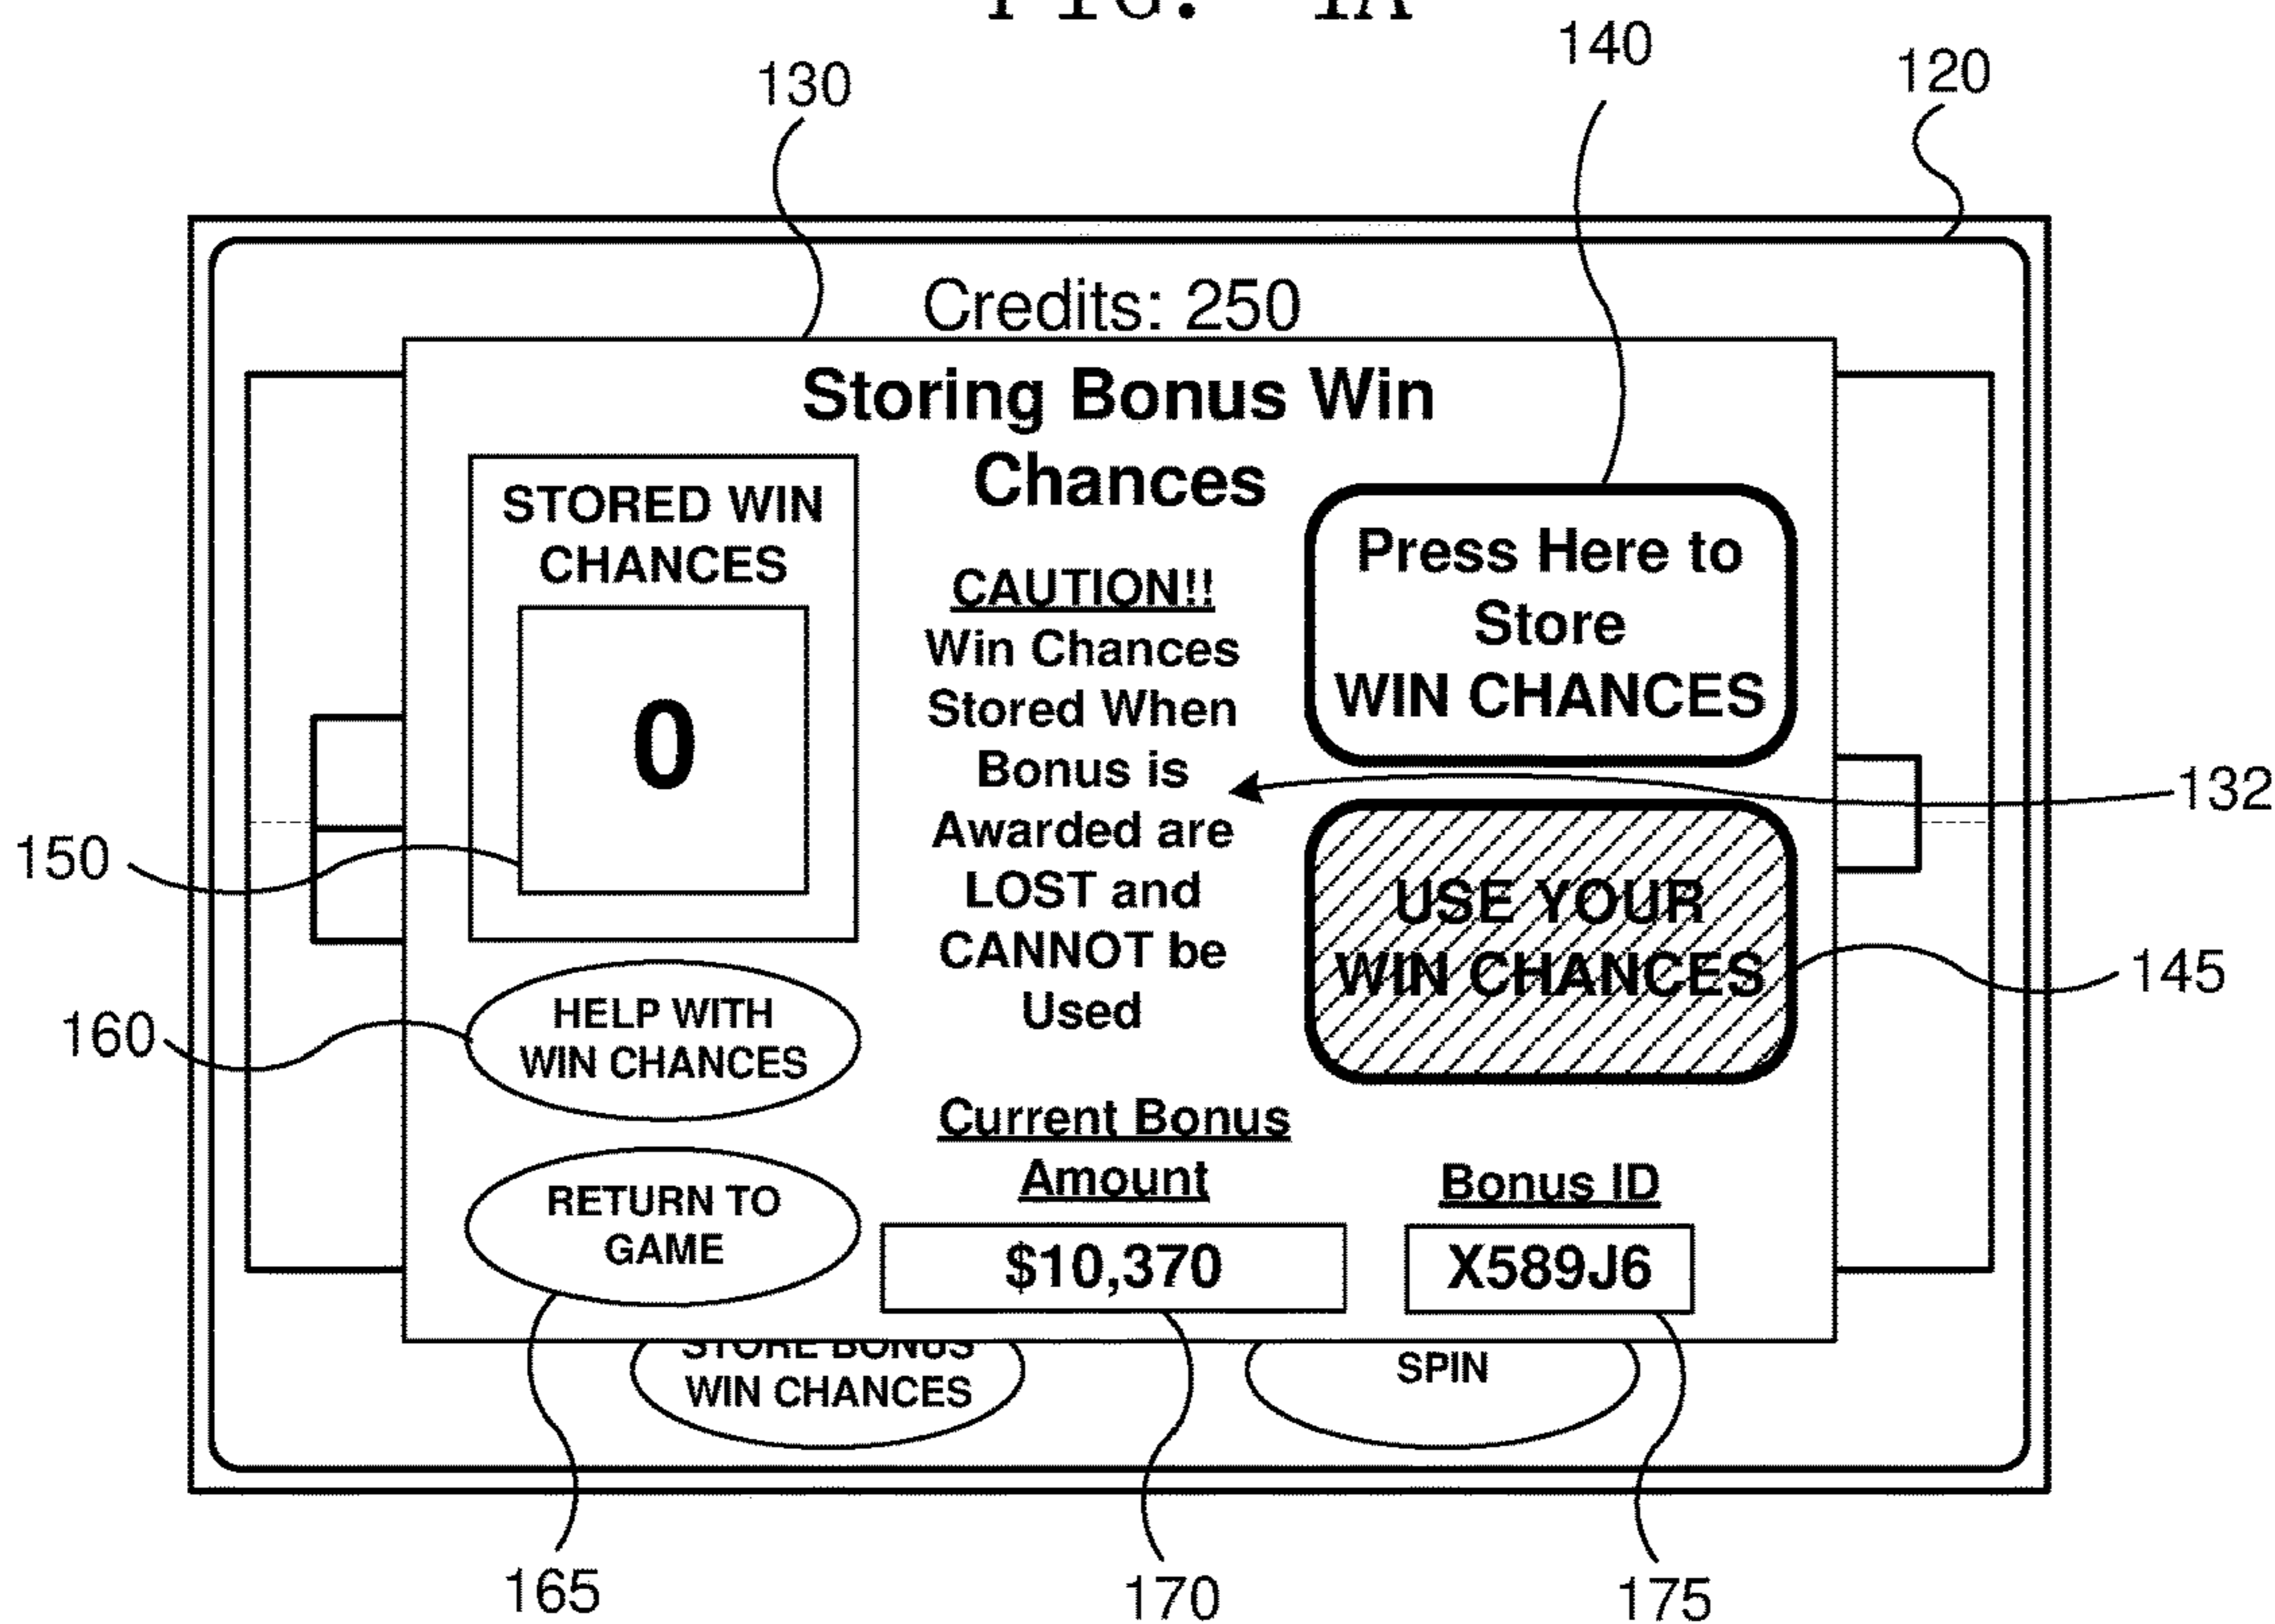 FIG. 4A
140
130
120
Credits: 250
Storing Bonus Win
Chances
STORED WIN
CHANCES
0
CAUTION!!
Win Chances
Stored When
Bonus is
Awarded are
LOST and
CANNOT be
Used
Press Here to
Store
WIN CHANCES
USE YOUR
WIN CHANCES
132
150
145
160
HELP WITH
WIN CHANCES
RETURN TO
GAME
Current Bonus
Amount
$10,370
Bonus ID
X589J6
STORE BONUS
WIN CHANCES
SPIN
165
170
175